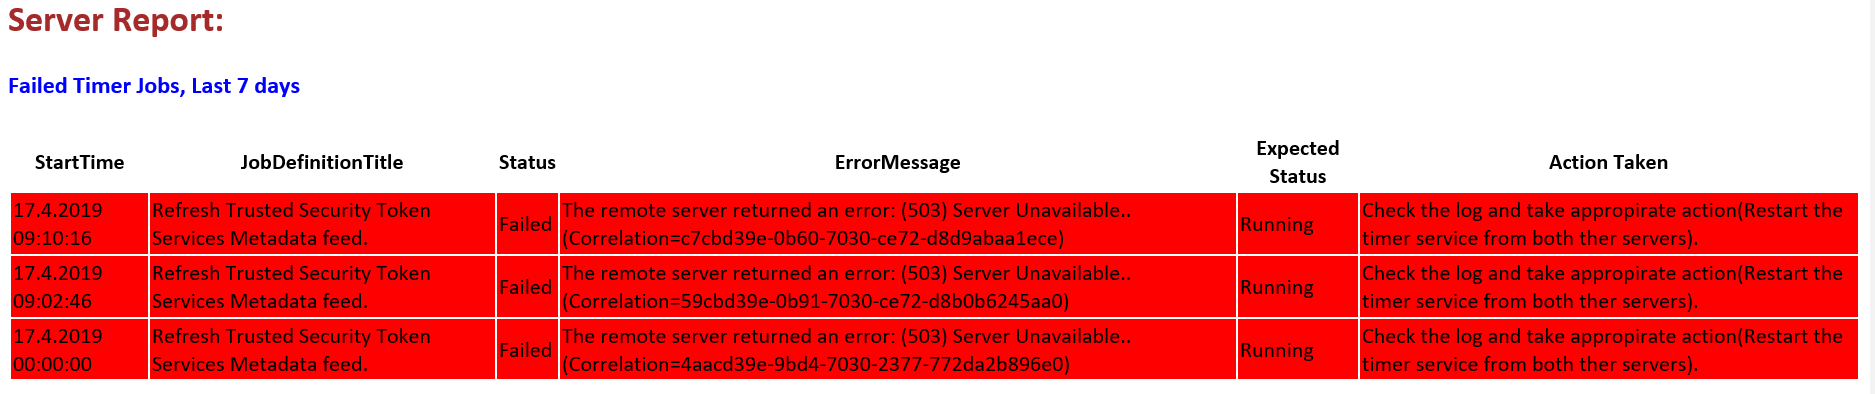 Server Report:
Failed Timer Jobs, Last 7 days
StartTime JobDefinitionTitle Status ErrorMessage Expected Status Action Taken
17.4.2019 Refresh Trusted Security Token The remote server returned an error: (503) Server Unavailable.. Check the log and take appropirate action(Restart the
09:10:16 Services Metadata feed. Failed (Correlation=c7cbd39e-0b60-7030-ce72-d8d9abaa1ece) Running timer service from both ther servers).
17.4.2019 Refresh Trusted Security Token The remote server returned an error: (503) Server Unavailable.. Check the log and take appropirate action(Restart the
09:02:46 Services Metadata feed. Failed (Correlation=59cbd39e-0b91-7030-ce72-d8b0b6245aa0) Running timer service from both ther servers).
17.4.2019 Refresh Trusted Security Token The remote server returned an error: (503) Server Unavailable.. Check the log and take appropirate action(Restart the
00:00:00 Services Metadata feed. Failed (Correlation=4aacd39e-9bd4-7030-2377-772da2b896e0) Running timer service from both ther servers).